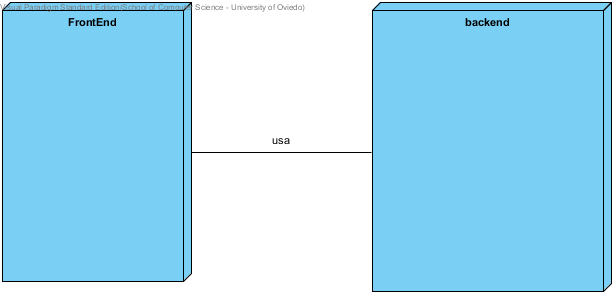 Visual Paradigm Standard Edition(School of Computer Science - University of Oviedo)
FrontEnd
backend
usa